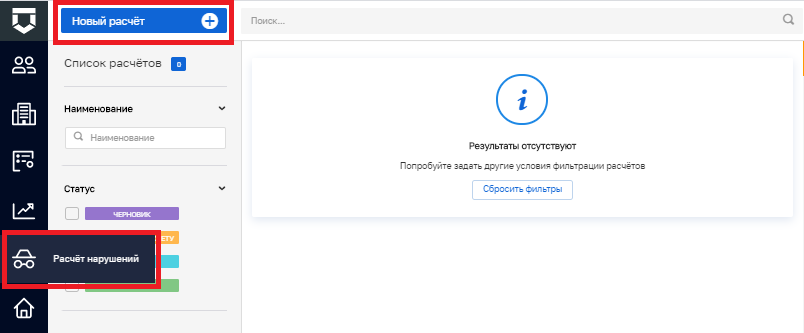 Новый расчёт
Поиск...
Список расчётов 0
Наименование
Наименование
Статус
ЧЕРНОВИК
ЕТУ
Расчёт нарушений
i
Результаты отсутствуют
Попробуйте задать другие условия фильтрации расчётов
Сбросить фильтры